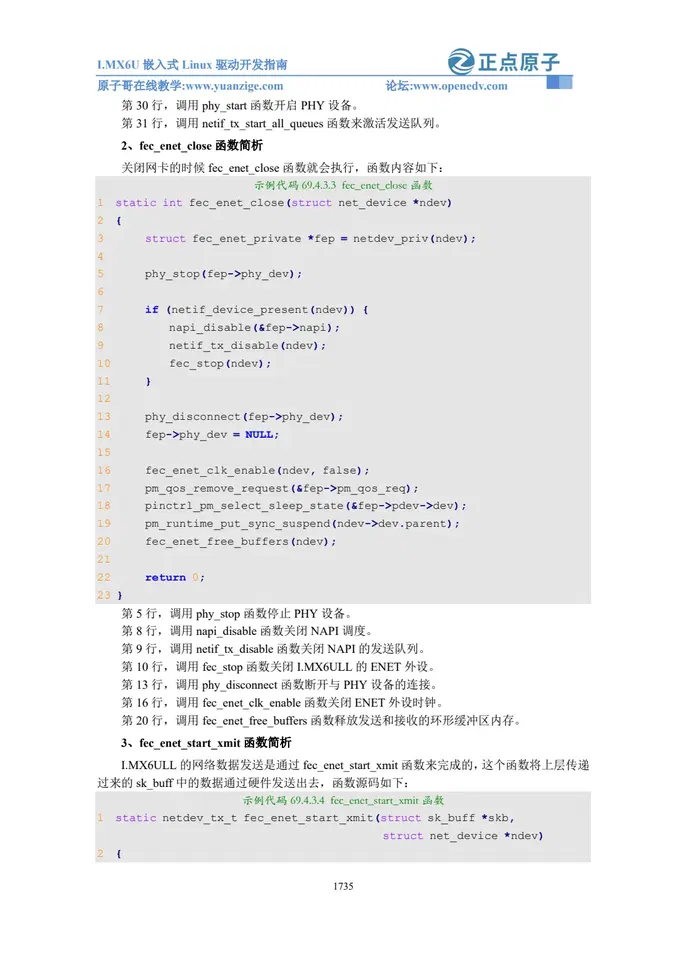 I.MX6U 嵌入式 Linux 驱动开发指南
正点原子
原子哥在线教学:www.yuanzige.com 论坛:www.openedv.com
第 30 行，调用 phy_start 函数开启 PHY 设备。
第 31 行，调用 netif_tx_start_all_queues 函数来激活发送队列。
2、fec_enet_close 函数简析
关闭网卡的时候 fec_enet_close 函数就会执行，函数内容如下：
示例代码 69.4.3.3 fec_enet_close 函数
1 static int fec_enet_close(struct net_device *ndev)
2 {
3 struct fec_enet_private *fep = netdev_priv(ndev);
4
5 phy_stop(fep->phy_dev);
6
7 if (netif_device_present(ndev)) {
8 napi_disable(&fep->napi);
9 netif_tx_disable(ndev);
10 fec_stop(ndev);
11 }
12
13 phy_disconnect(fep->phy_dev);
14 fep->phy_dev = NULL;
15
16 fec_enet_clk_enable(ndev, false);
17 pm_qos_remove_request(&fep->pm_qos_req);
18 pinctrl_pm_select_sleep_state(&fep->pdev->dev);
19 pm_runtime_put_sync_suspend(ndev->dev.parent);
20 fec_enet_free_buffers(ndev);
21
22 return 0;
23 }
第 5 行，调用 phy_stop 函数停止 PHY 设备。
第 8 行，调用 napi_disable 函数关闭 NAPI 调度。
第 9 行，调用 netif_tx_disable 函数关闭 NAPI 的发送队列。
第 10 行，调用 fec_stop 函数关闭 I.MX6ULL 的 ENET 外设。
第 13 行，调用 phy_disconnect 函数断开与 PHY 设备的连接。
第 16 行，调用 fec_enet_clk_enable 函数关闭 ENET 外设时钟。
第 20 行，调用 fec_enet_free_buffers 函数释放发送和接收的环形缓冲区内存。
3、fec_enet_start_xmit 函数简析
I.MX6ULL 的网络数据发送是通过 fec_enet_start_xmit 函数来完成的，这个函数将上层传递
过来的 sk_buff 中的数据通过硬件发送出去，函数源码如下：
示例代码 69.4.3.4 fec_enet_start_xmit 函数
1 static netdev_tx_t fec_enet_start_xmit(struct sk_buff *skb,
struct net_device *ndev)
2 {
1735